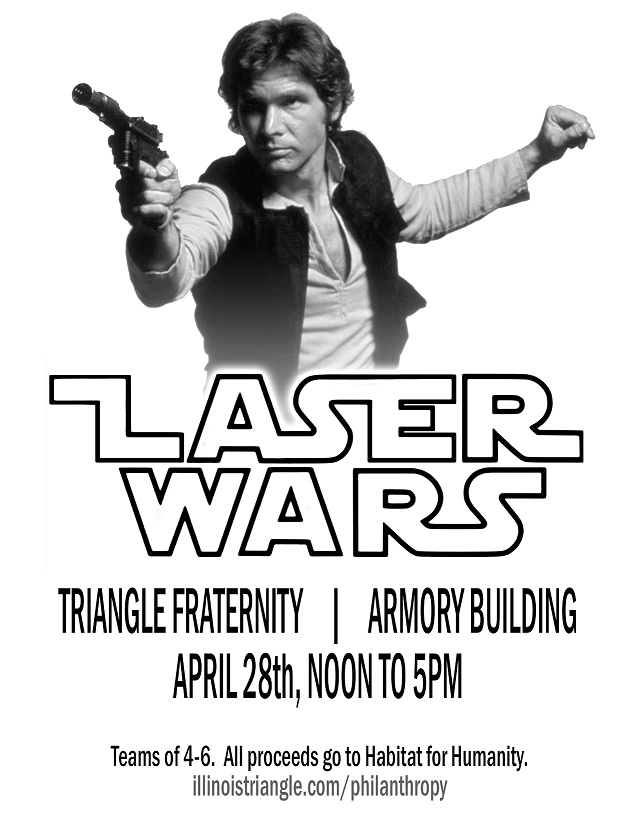 LASER
WARS
TRIANGLE FRATERNITY | ARMORY BUILDING
APRIL 28th, NOON TO 5PM
Teams of 4-6. All proceeds go to Habitat for Humanity.
illinoistriangle.com/philanthropy